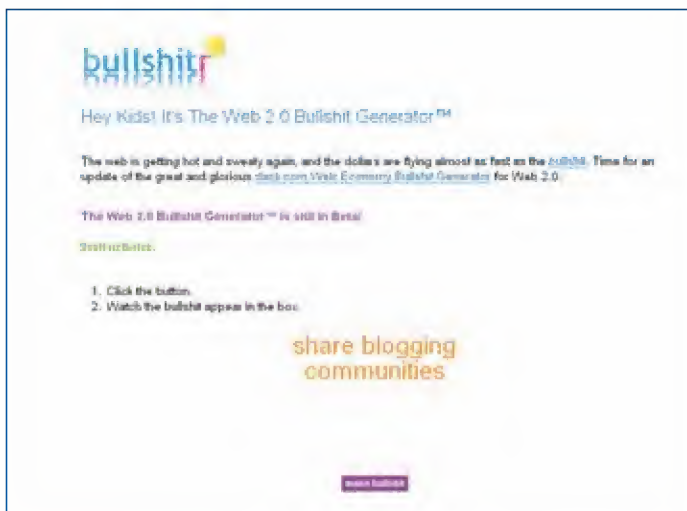 bullshitr
Hey Kids! It's The Web 2.0 Bullshit Generator™
The web is getting hot and sweaty again, and the dollars are flying almost as fast as the bullshit. Time for an
update of the great and glorious dack.com Web Economy Bullshit Generator for Web 2.0.
The Web 2.0 Bullshit Generator™ is still in Beta!
1. Click the button.
2. Watch the bullshit appear in the box.
share blogging
communities
make bullshit